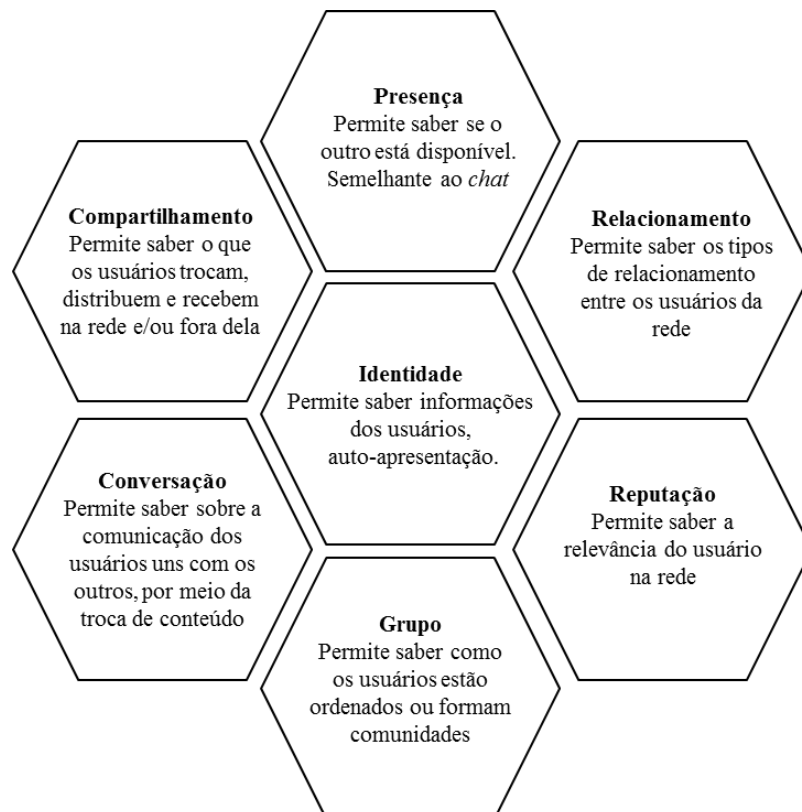 Presença
Permite saber se o
outro está disponível.
Semelhante ao chat
Compartilhamento
Permite saber o que
os usuários trocam,
distribuem e recebem
na rede e/ou fora dela
Relacionamento
Permite saber os tipos
de relacionamento
entre os usuários da
rede
Identidade
Permite saber informações
dos usuários,
auto-apresentação.
Conversação
Permite saber sobre a
comunicação dos
usuários uns com os
outros, por meio da
troca de conteúdo
Reputação
Permite saber a
relevância do usuário
na rede
Grupo
Permite saber como
os usuários estão
ordenados ou formam
comunidades